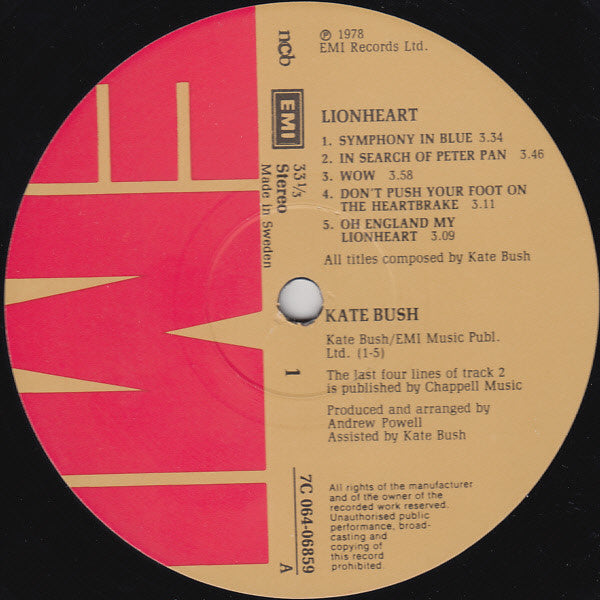 ℗ 1978
EMI Records Ltd.
ncb
EMI
33 1/3
Stereo
Made in Sweden
LIONHEART
1. SYMPHONY IN BLUE 3.34
2. IN SEARCH OF PETER PAN 3.46
3. WOW 3.58
4. DON'T PUSH YOUR FOOT ON
THE HEARTBRAKE 3.11
5. OH ENGLAND MY
LIONHEART 3.09
All titles composed by Kate Bush
KATE BUSH
Kate Bush/EMI Music Publ.
Ltd. (1-5)
1
The last four lines of track 2
is published by Chappell Music
Produced and arranged by
Andrew Powell
Assisted by Kate Bush
7C 064-06859
A
All rights of the manufacturer
and of the owner of the
recorded work reserved.
Unauthorised public
performance, broad-
casting and
copying of
this record
prohibited.
EMI